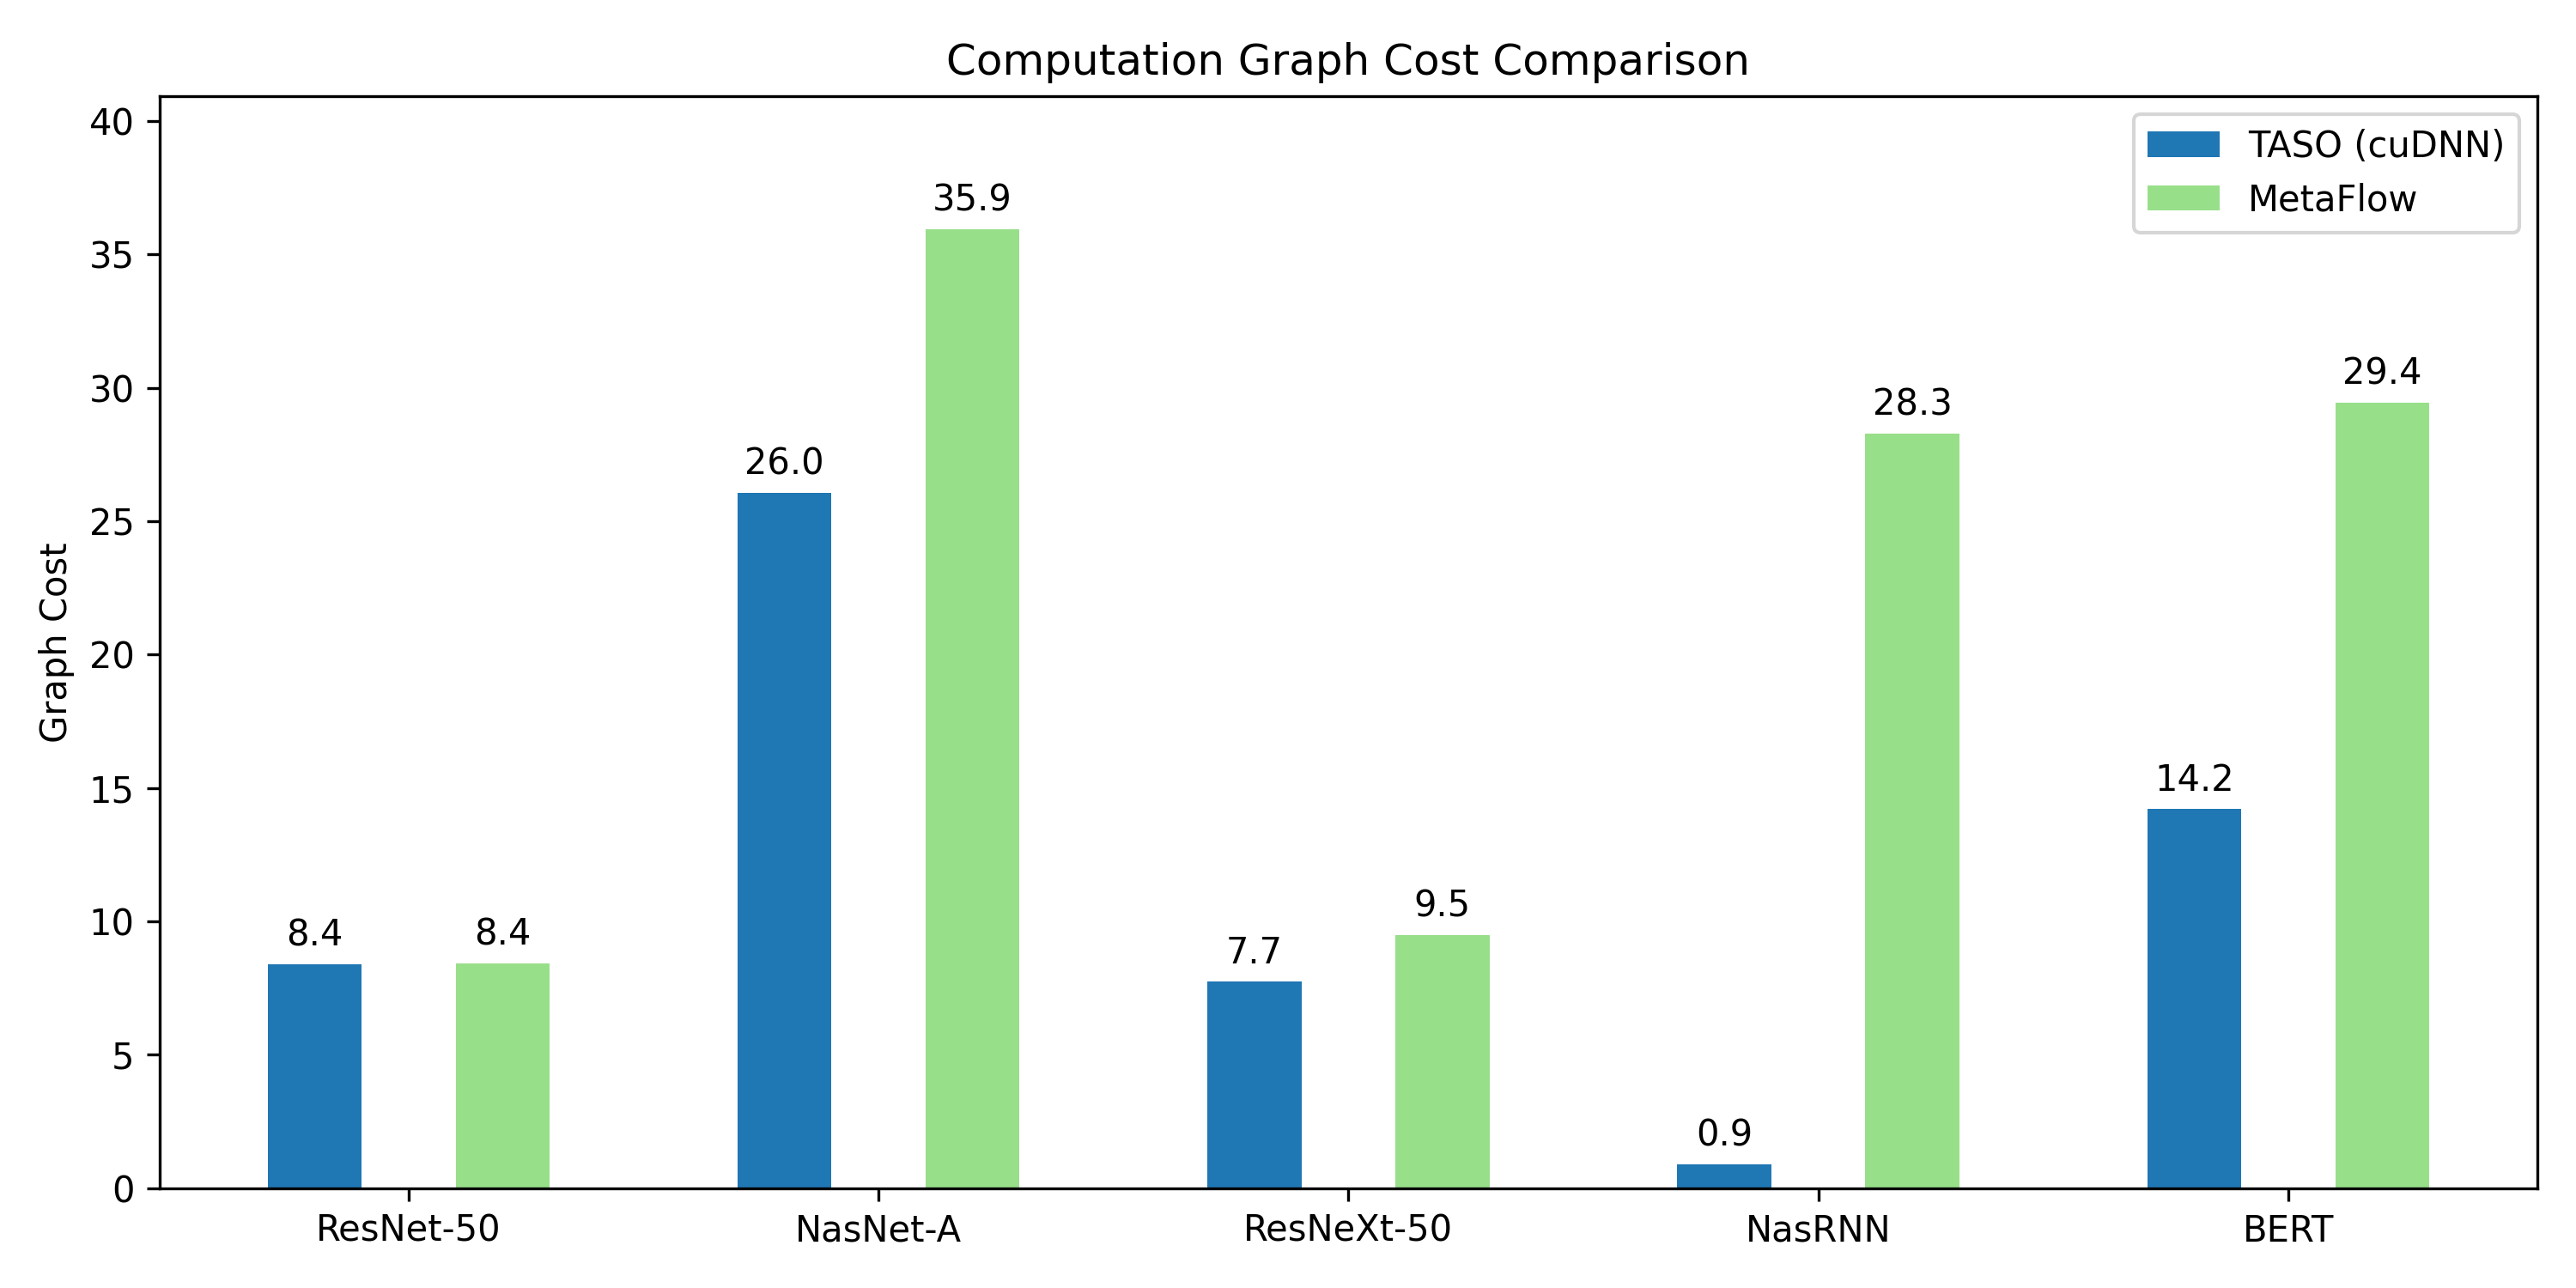 Computation Graph Cost Comparison
TASO (cuDNN)
MetaFlow
Graph Cost
40
35
30
25
20
15
10
5
0
8.4
8.4
26.0
35.9
7.7
9.5
0.9
28.3
14.2
29.4
ResNet-50
NasNet-A
ResNeXt-50
NasRNN
BERT